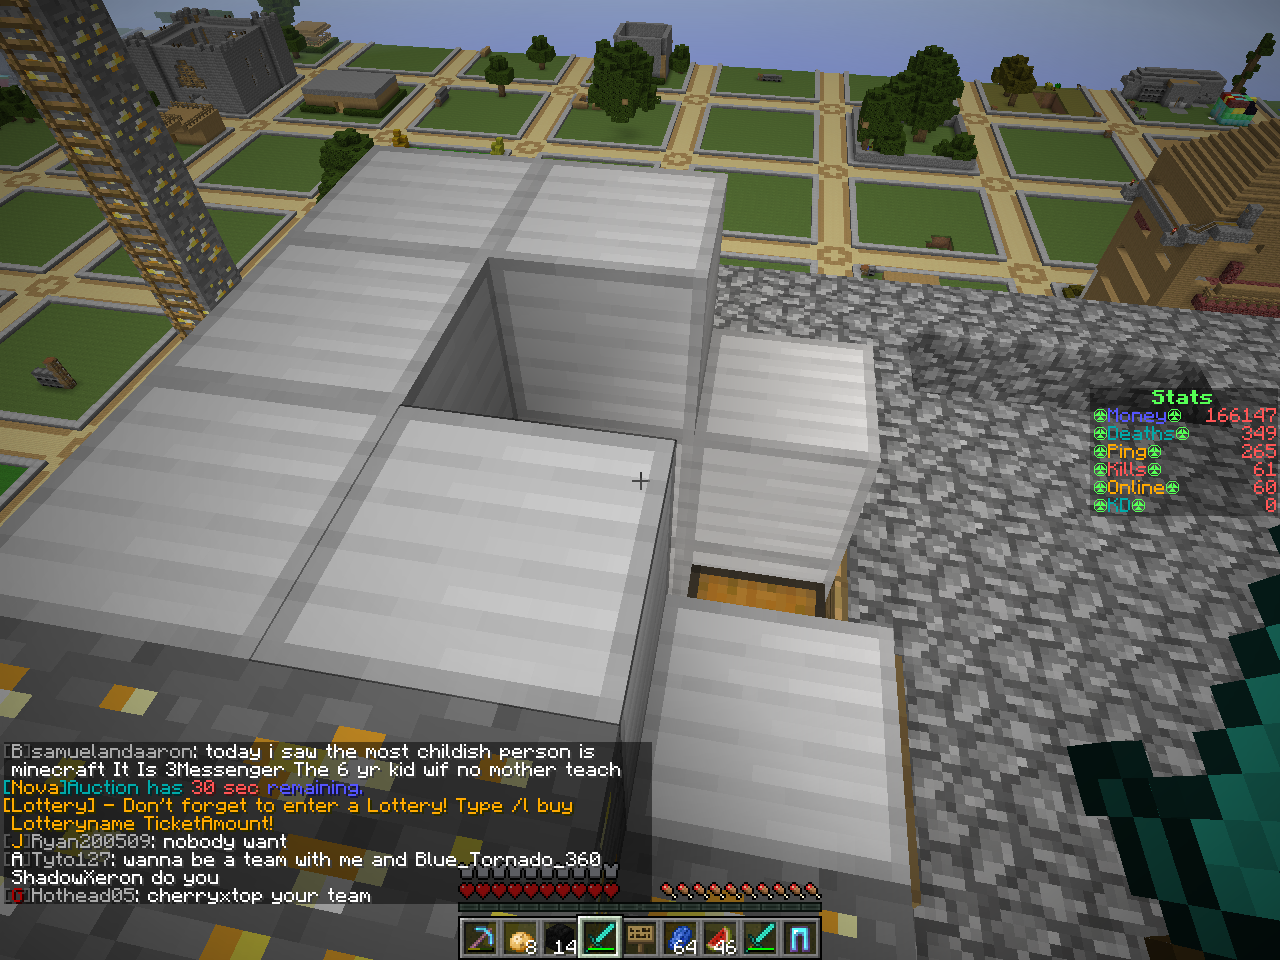 Stats
Money 166147
Deaths 349
Ping 265
Kills 61
Online 60
KD 0
[B]samuelandaaron: today i saw the most childish person is
minecraft It Is 3Messenger The 6 yr kid wif no mother teach
[Nova]Auction has 30 sec remaining.
[Lottery] - Don't forget to enter a Lottery! Type /l buy
Lotteryname TicketAmount!
[J]Ryan200509: nobody want
[A]Tyto127: wanna be a team with me and Blue_Tornado_360
ShadowXeron do you
[G]Hothead05: cherryxtop your team
8 14 64 46